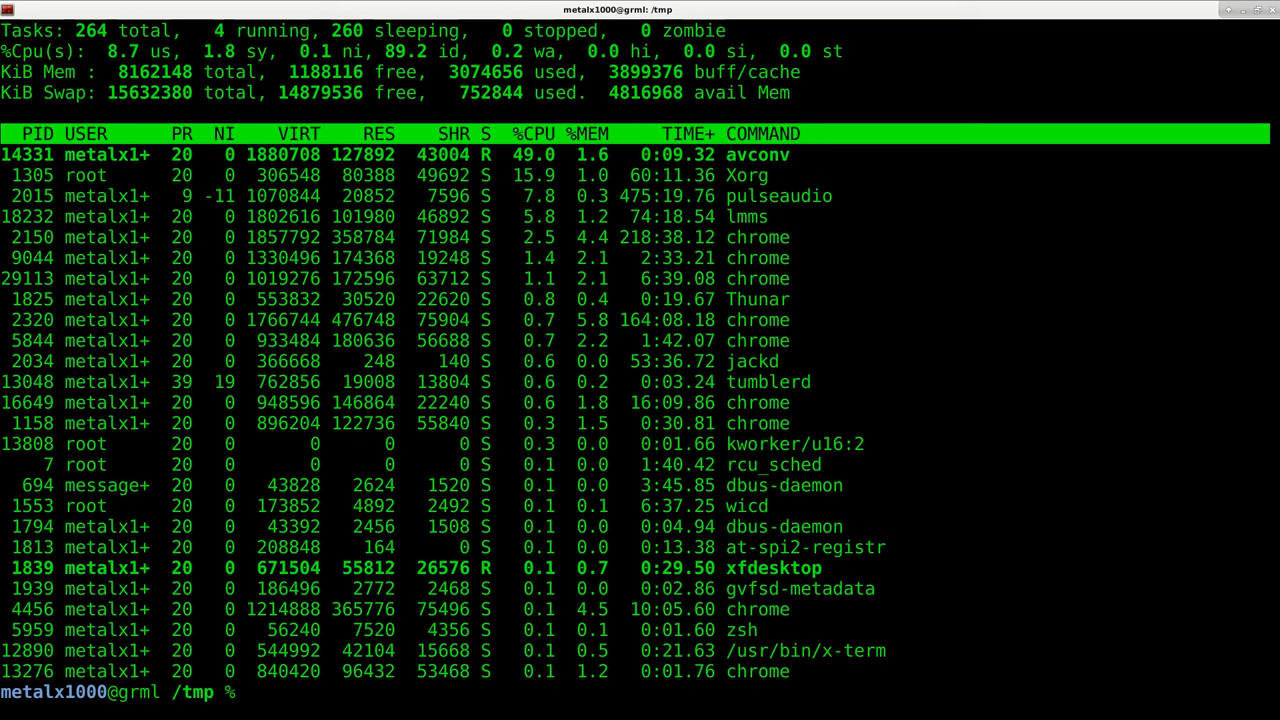 metalx1000@grml: /tmp
Tasks: 264 total, 4 running, 260 sleeping, 0 stopped, 0 zombie
%Cpu(s): 8.7 us, 1.8 sy, 0.1 ni, 89.2 id, 0.2 wa, 0.0 hi, 0.0 si, 0.0 st
KiB Mem : 8162148 total, 1188116 free, 3074656 used, 3899376 buff/cache
KiB Swap: 15632380 total, 14879536 free, 752844 used. 4816968 avail Mem
PID USER PR NI VIRT RES SHR S %CPU %MEM TIME+ COMMAND
14331 metalx1+ 20 0 1880708 127892 43004 R 49.0 1.6 0:09.32 avconv
1305 root 20 0 306548 80388 49692 S 15.9 1.0 60:11.36 Xorg
2015 metalx1+ 9 -11 1070844 20852 7596 S 7.8 0.3 475:19.76 pulseaudio
18232 metalx1+ 20 0 1802616 101980 46892 S 5.8 1.2 74:18.54 lmms
2150 metalx1+ 20 0 1857792 358784 71984 S 2.5 4.4 218:38.12 chrome
9044 metalx1+ 20 0 1330496 174368 19248 S 1.4 2.1 2:33.21 chrome
29113 metalx1+ 20 0 1019276 172596 63712 S 1.1 2.1 6:39.08 chrome
1825 metalx1+ 20 0 553832 30520 22620 S 0.8 0.4 0:19.67 Thunar
2320 metalx1+ 20 0 1766744 476748 75904 S 0.7 5.8 164:08.18 chrome
5844 metalx1+ 20 0 933484 180636 56688 S 0.7 2.2 1:42.07 chrome
2034 metalx1+ 20 0 366668 248 140 S 0.6 0.0 53:36.72 jackd
13048 metalx1+ 39 19 762856 19008 13804 S 0.6 0.2 0:03.24 tumblerd
16649 metalx1+ 20 0 948596 146864 22240 S 0.6 1.8 16:09.86 chrome
1158 metalx1+ 20 0 896204 122736 55840 S 0.3 1.5 0:30.81 chrome
13808 root 20 0 0 0 0 S 0.3 0.0 0:01.66 kworker/u16:2
7 root 20 0 0 0 0 S 0.1 0.0 1:40.42 rcu_sched
694 message+ 20 0 43828 2624 1520 S 0.1 0.0 3:45.85 dbus-daemon
1553 root 20 0 173852 4892 2492 S 0.1 0.1 6:37.25 wicd
1794 metalx1+ 20 0 43392 2456 1508 S 0.1 0.0 0:04.94 dbus-daemon
1813 metalx1+ 20 0 208848 164 0 S 0.1 0.0 0:13.38 at-spi2-registr
1839 metalx1+ 20 0 671504 55812 26576 R 0.1 0.7 0:29.50 xfdesktop
1939 metalx1+ 20 0 186496 2772 2468 S 0.1 0.0 0:02.86 gvfsd-metadata
4456 metalx1+ 20 0 1214888 365776 75496 S 0.1 4.5 10:05.60 chrome
5959 metalx1+ 20 0 56240 7520 4356 S 0.1 0.1 0:01.60 zsh
12890 metalx1+ 20 0 544992 42104 15668 S 0.1 0.5 0:21.63 /usr/bin/x-term
13276 metalx1+ 20 0 840420 96432 53468 S 0.1 1.2 0:01.76 chrome
metalx1000@grml /tmp %